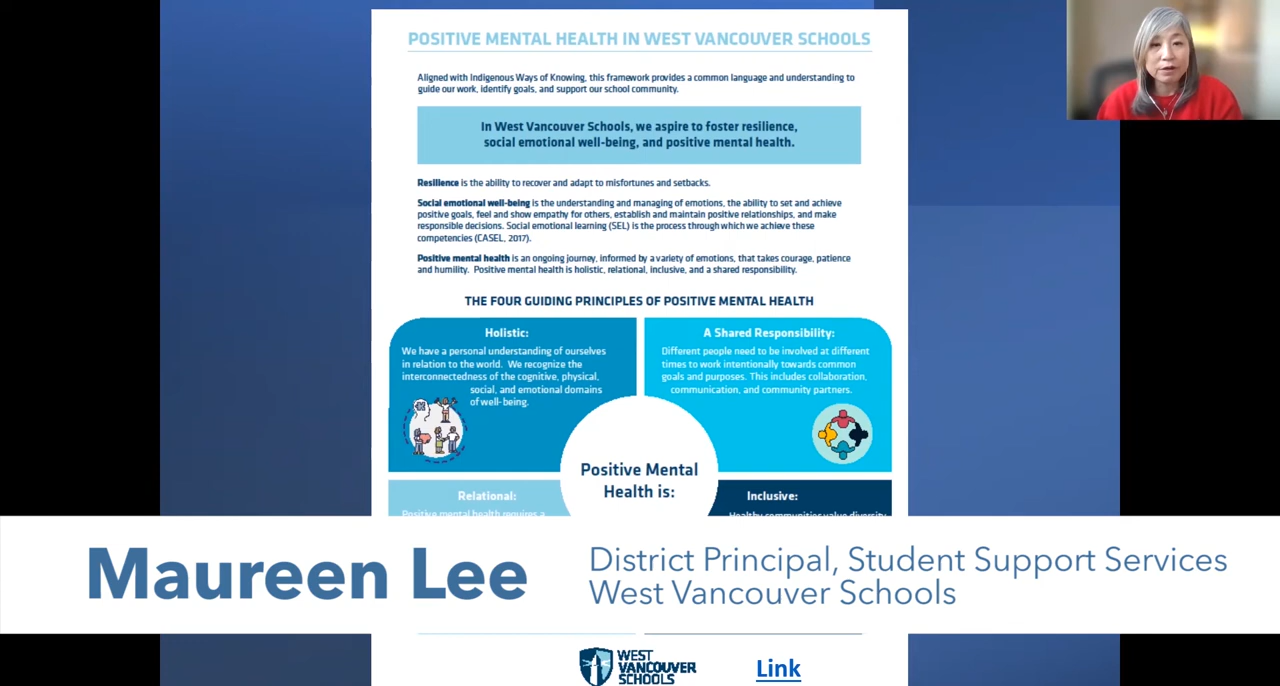 POSITIVE MENTAL HEALTH IN WEST VANCOUVER SCHOOLS
Aligned with Indigenous Ways of Knowing, this framework provides a common language and understanding to
guide our work, identify goals, and support our school community.
In West Vancouver Schools, we aspire to foster resilience,
social emotional well-being, and positive mental health.
Resilience is the ability to recover and adapt to misfortunes and setbacks.
Social emotional well-being is the understanding and managing of emotions, the ability to set and achieve
positive goals, feel and show empathy for others, establish and maintain positive relationships, and make
responsible decisions. Social emotional learning (SEL) is the process through which we achieve these
competencies (CASEL, 2017).
Positive mental health is an ongoing journey, informed by a variety of emotions, that takes courage, patience
and humility. Positive mental health is holistic, relational, inclusive, and a shared responsibility.
THE FOUR GUIDING PRINCIPLES OF POSITIVE MENTAL HEALTH
Holistic:
We have a personal understanding of ourselves
in relation to the world. We recognize the
interconnectedness of the cognitive, physical,
social, and emotional domains
of well-being.
A Shared Responsibility:
Different people need to be involved at different
times to work intentionally towards common
goals and purposes. This includes collaboration,
communication, and community partners.
Positive Mental
Health is:
Relational:
Positive mental health requires a
Inclusive:
Healthy communities value diversity
Maureen Lee
District Principal, Student Support Services
West Vancouver Schools
WEST
VANCOUVER
SCHOOLS
Link